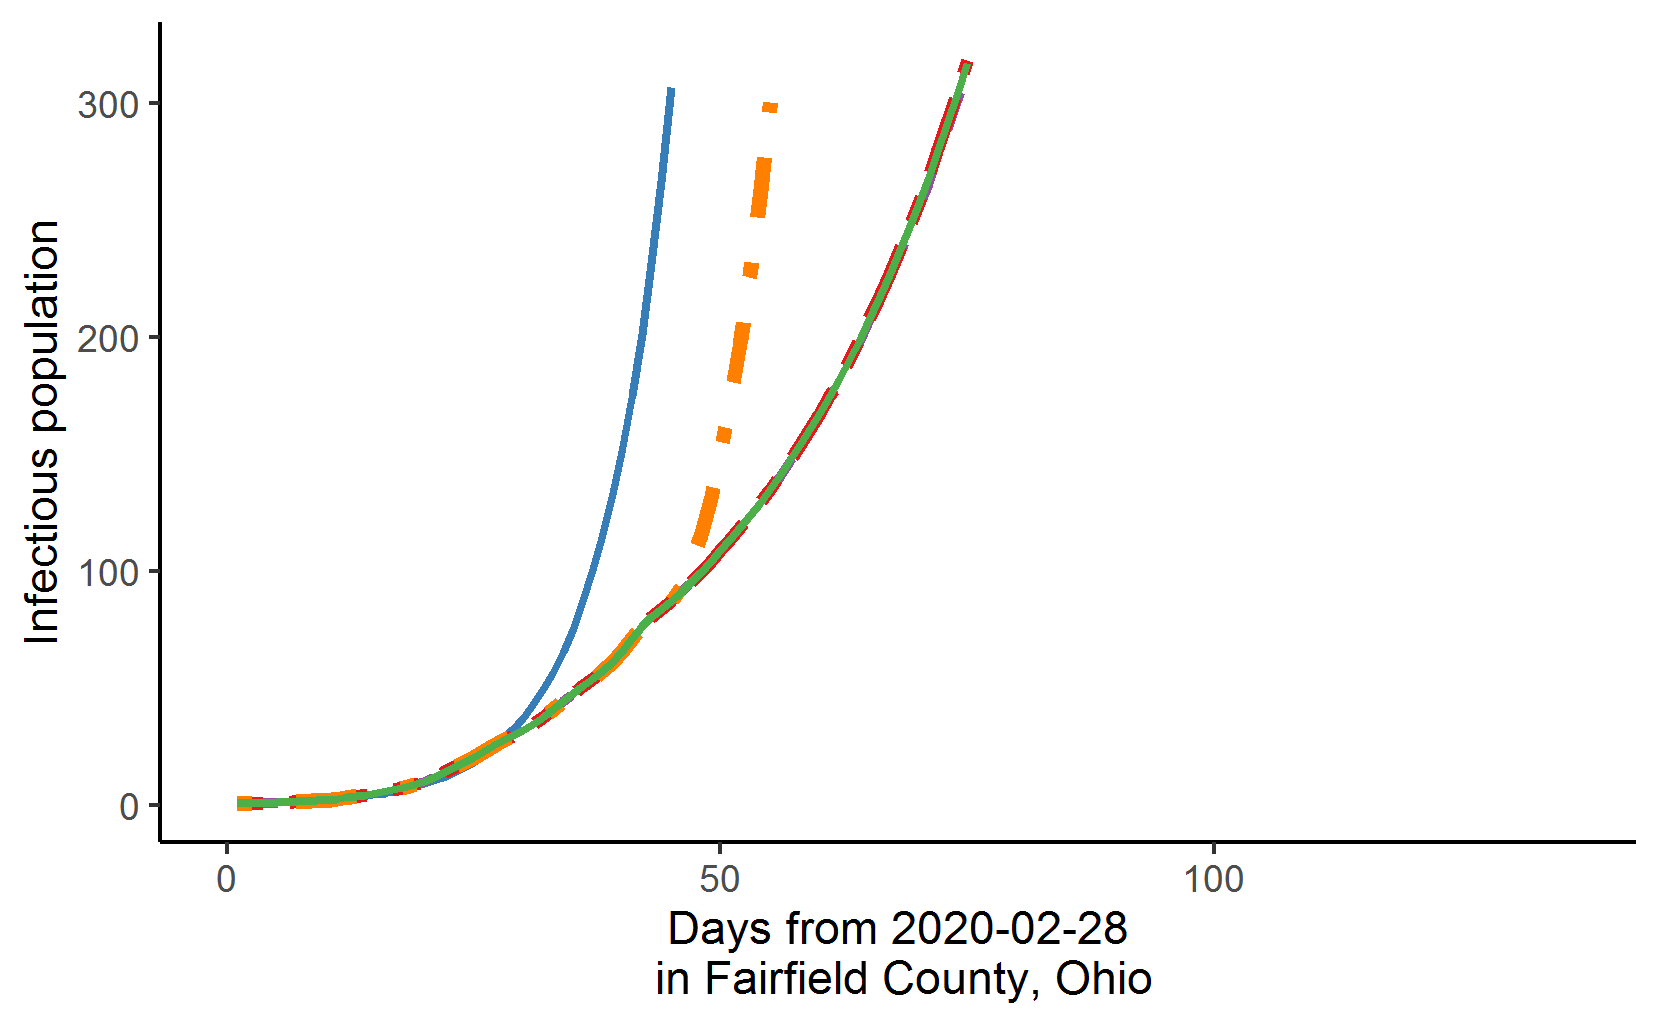 Infectious population
300
200
100
0
0 50 100
Days from 2020-02-28
in Fairfield County, Ohio